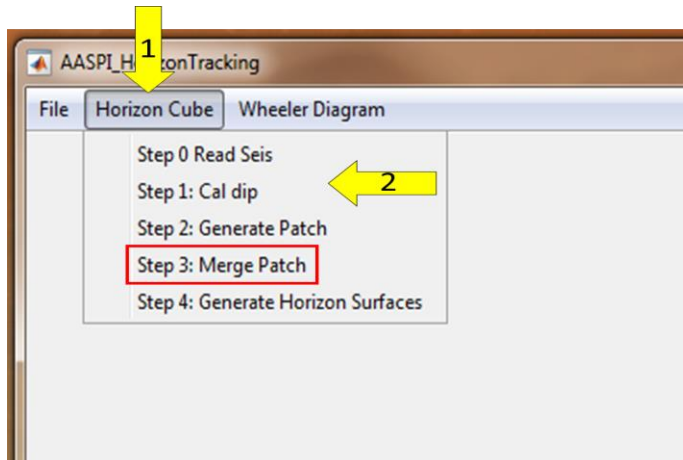 1
AASPI_HorizonTracking
File Horizon Cube Wheeler Diagram
Step 0 Read Seis
Step 1: Cal dip
2
Step 2: Generate Patch
Step 3: Merge Patch
Step 4: Generate Horizon Surfaces